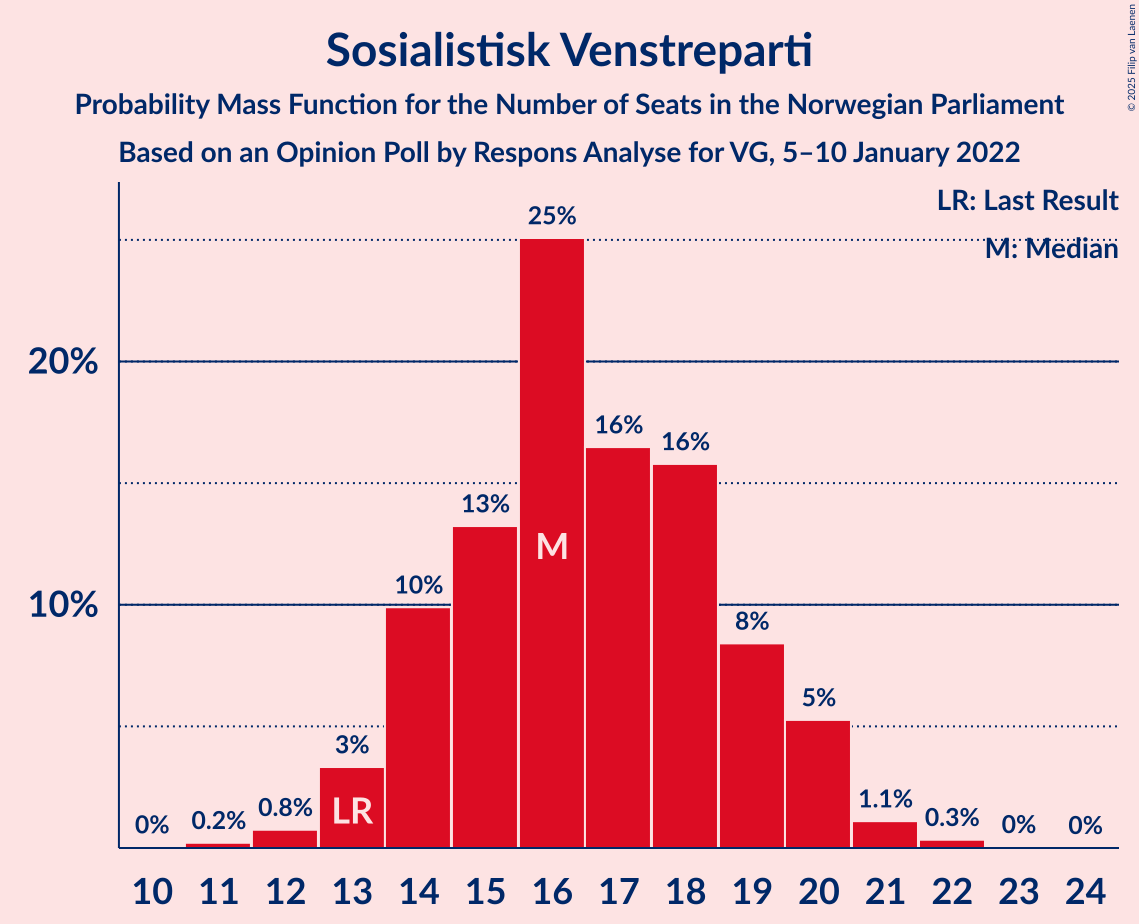 Sosialistisk Venstreparti
Probability Mass Function for the Number of Seats in the Norwegian Parliament
Based on an Opinion Poll by Respons Analyse for VG, 5–10 January 2022
© 2025 Filip van Laenen
LR: Last Result
M: Median
25%
20%
16%
16%
13%
M
10%
10%
8%
5%
3%
LR
0%
0.2%
0.8%
1.1%
0.3%
0%
0%
10 11 12 13 14 15 16 17 18 19 20 21 22 23 24